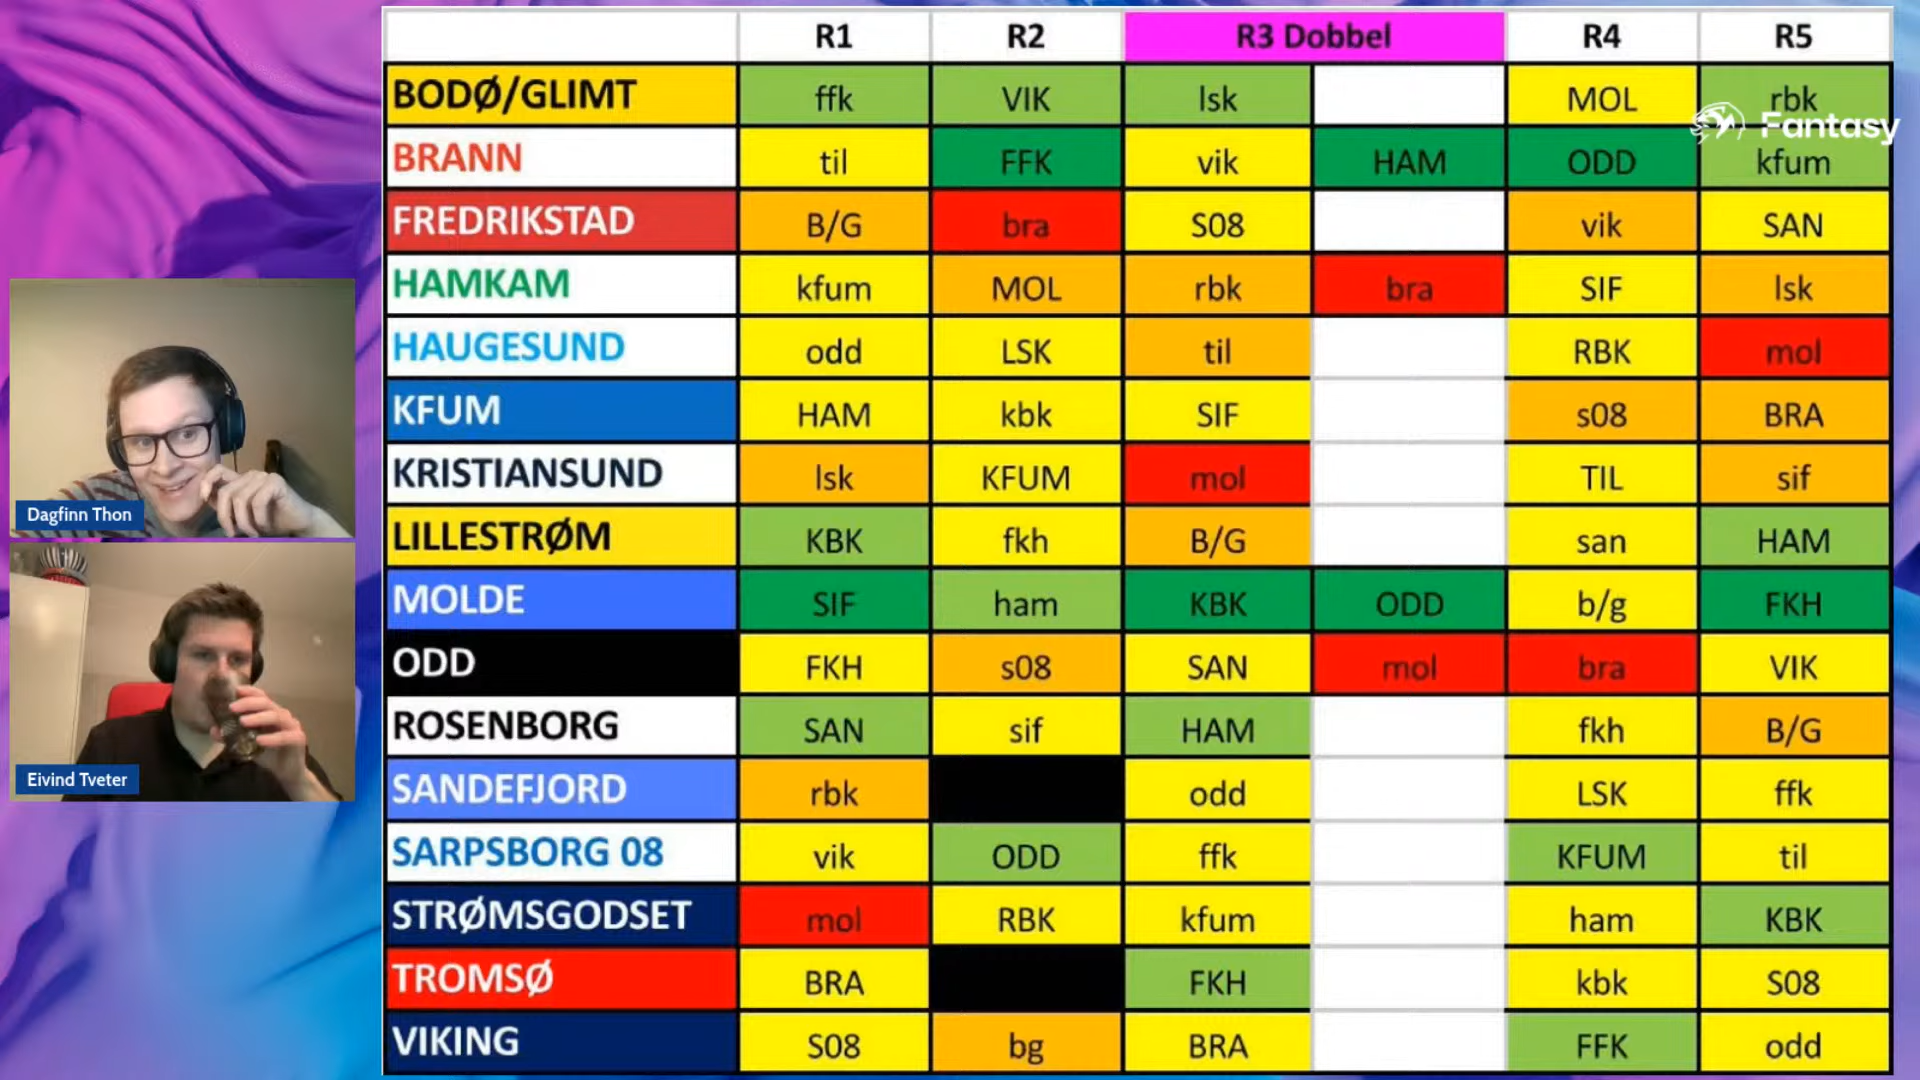 R1 R2 R3 Dobbel R4 R5
BODØ/GLIMT ffk VIK lsk MOL rbk
Fantasy
BRANN til FFK vik HAM ODD kfum
FREDRIKSTAD B/G bra S08 vik SAN
HAMKAM kfum MOL rbk bra SIF lsk
HAUGESUND odd LSK til RBK mol
KFUM HAM kbk SIF s08 BRA
KRISTIANSUND lsk KFUM mol TIL sif
Dagfinn Thon
LILLESTRØM KBK fkh B/G san HAM
MOLDE SIF ham KBK ODD b/g FKH
ODD FKH s08 SAN mol bra VIK
ROSENBORG SAN sif HAM fkh B/G
Eivind Tveter
SANDEFJORD rbk odd LSK ffk
SARPSBORG 08 vik ODD ffk KFUM til
STRØMSGODSET mol RBK kfum ham KBK
TROMSØ BRA FKH kbk S08
VIKING S08 bg BRA FFK odd